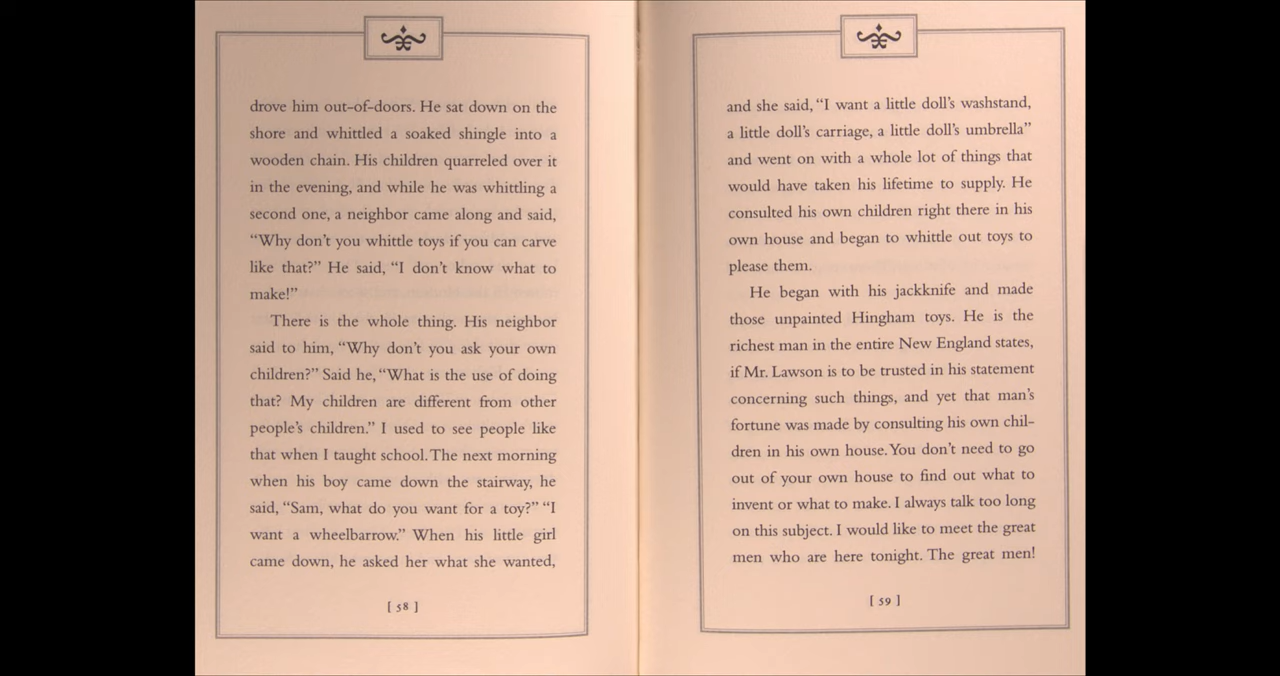 drove him out-of-doors. He sat down on the
shore and whittled a soaked shingle into a
wooden chain. His children quarreled over it
in the evening, and while he was whittling a
second one, a neighbor came along and said,
“Why don’t you whittle toys if you can carve
like that?” He said, “I don’t know what to
make!”
There is the whole thing. His neighbor
said to him, “Why don’t you ask your own
children?” Said he, “What is the use of doing
that? My children are different from other
people’s children.” I used to see people like
that when I taught school. The next morning
when his boy came down the stairway, he
said, “Sam, what do you want for a toy?” “I
want a wheelbarrow.” When his little girl
came down, he asked her what she wanted,
[ 58 ]
and she said, “I want a little doll’s washstand,
a little doll’s carriage, a little doll’s umbrella”
and went on with a whole lot of things that
would have taken his lifetime to supply. He
consulted his own children right there in his
own house and began to whittle out toys to
please them.
He began with his jackknife and made
those unpainted Hingham toys. He is the
richest man in the entire New England states,
if Mr. Lawson is to be trusted in his statement
concerning such things, and yet that man’s
fortune was made by consulting his own chil-
dren in his own house. You don’t need to go
out of your own house to find out what to
invent or what to make. I always talk too long
on this subject. I would like to meet the great
men who are here tonight. The great men!
[ 59 ]